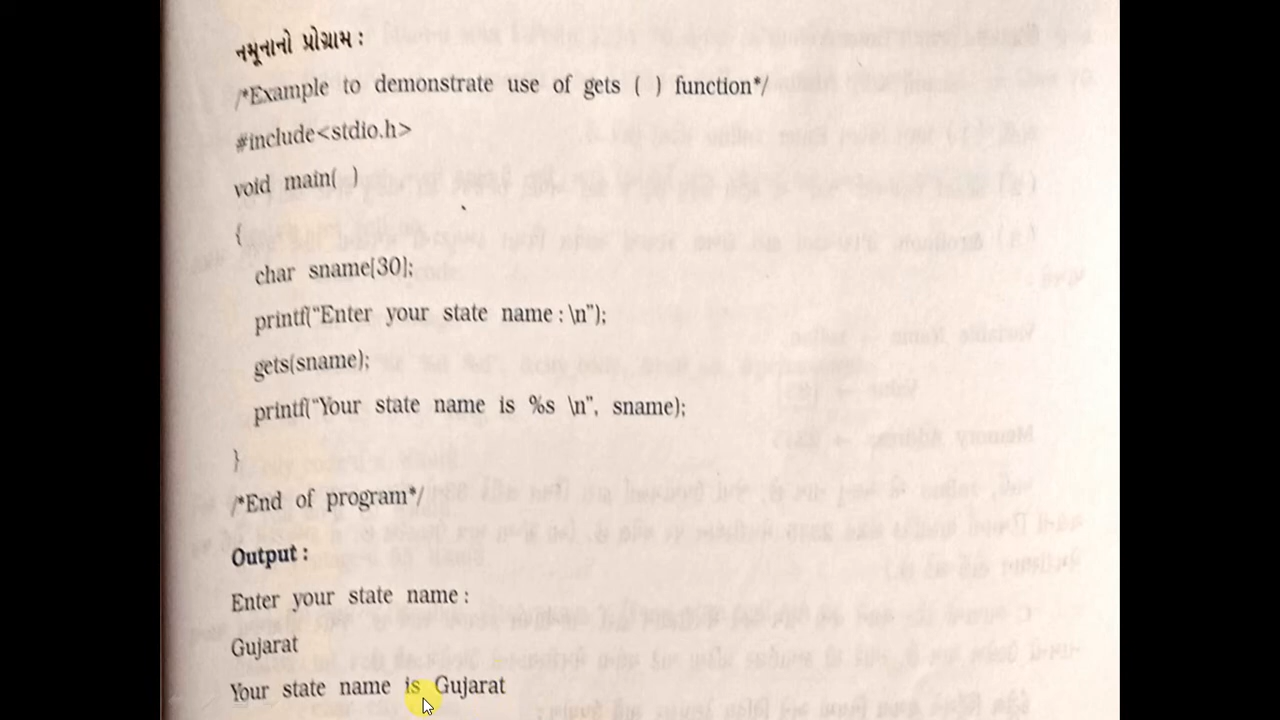 નમૂનાનો પ્રોગ્રામ :
/*Example to demonstrate use of gets ( ) function*/
#include<stdio.h>
void main( )
{
char sname[30];
printf("Enter your state name : \n");
gets(sname);
printf("Your state name is %s \n", sname);
}
/*End of program*/
Output :
Enter your state name :
Gujarat
Your state name is Gujarat